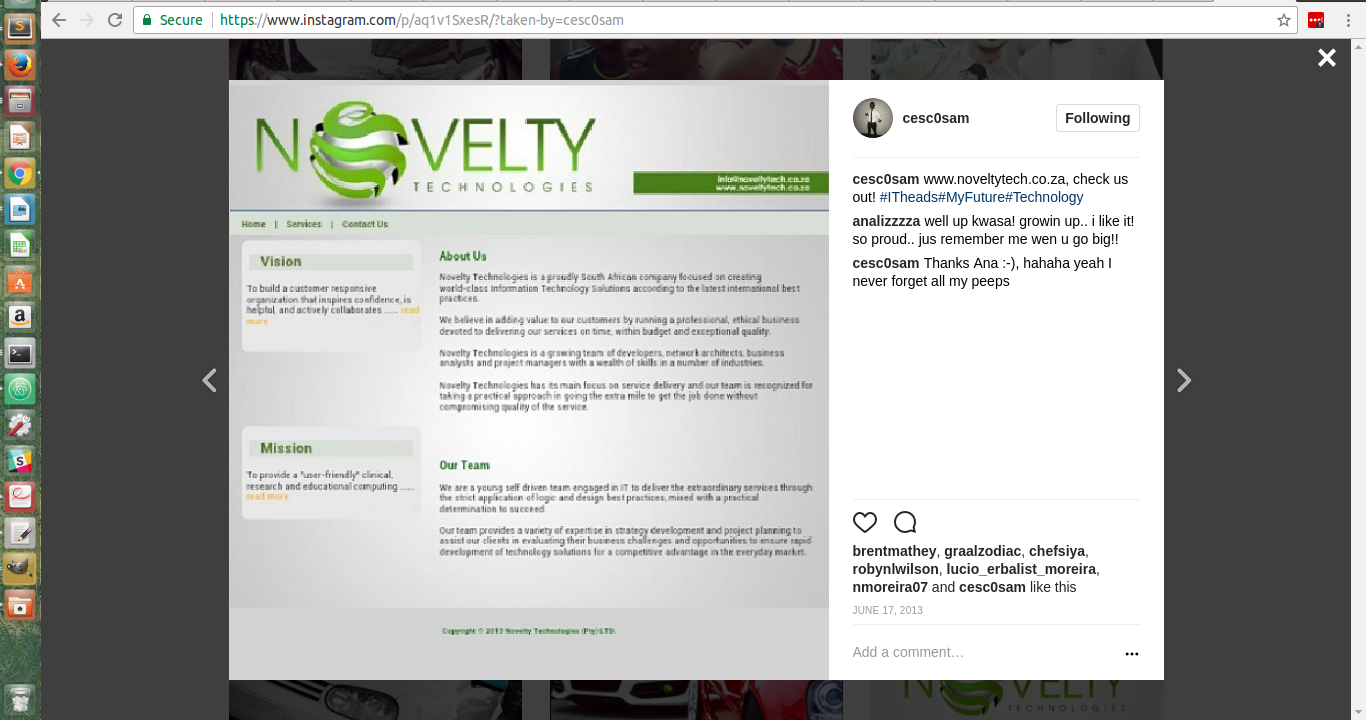 Secure https://www.instagram.com/p/aq1v1SxesR/?taken-by=cesc0sam
NOVELTY
TECHNOLOGIES
info@noveltytech.co.za
www.noveltytech.co.za
Home | Services | Contact Us
Vision
To build a customer responsive
organization that inspires confidence, is
helpful, and actively collaborates ...... read
more
Mission
To provide a "user-friendly" clinical,
research and educational computing ......
read more
About Us
Novelty Technologies is a proudly South African company focused on creating
world-class Information Technology Solutions according to the latest international best
practices.
We believe in adding value to our customers by running a professional, ethical business
devoted to delivering our services on time, within budget and exceptional quality.
Novelty Technologies is a growing team of developers, network architects, business
analysts and project managers with a wealth of skills in a number of industries.
Novelty Technologies has its main focus on service delivery and our team is recognized for
taking a practical approach in going the extra mile to get the job done without
compromising quality of the service.
Our Team
We are a young self driven team engaged in IT to deliver the extraordinary services through
the strict application of logic and design best practices, mixed with a practical
determination to succeed.
Our team provides a variety of expertise in strategy development and project planning to
assist our clients in evaluating their business challenges and opportunities to ensure rapid
development of technology solutions for a competitive advantage in the everyday market.
Copyright © 2013 Novelty Technologies (Pty) LTD.
cesc0sam
Following
cesc0sam www.noveltytech.co.za, check us
out! #ITheads#MyFuture#Technology
analizzzza well up kwasa! growin up.. i like it!
so proud.. jus remember me wen u go big!!
cesc0sam Thanks Ana :-), hahaha yeah I
never forget all my peeps
brentmathey, graalzodiac, chefsiya,
robynlwilson, lucio_erbalist_moreira,
nmoreira07 and cesc0sam like this
JUNE 17, 2013
Add a comment…
NOVELTY
TECHNOLOGIES